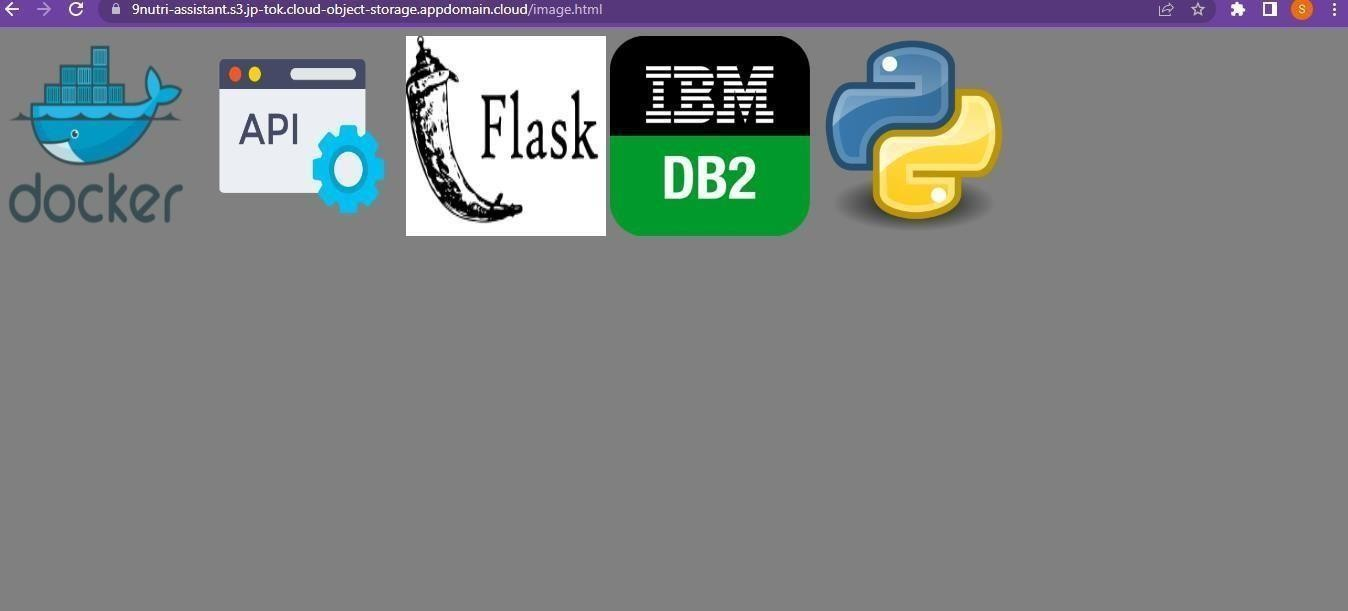 9nutri-assistant.s3.jp-tok.cloud-object-storage.appdomain.cloud/image.html
S
docker
API
Flask
IBM
DB2